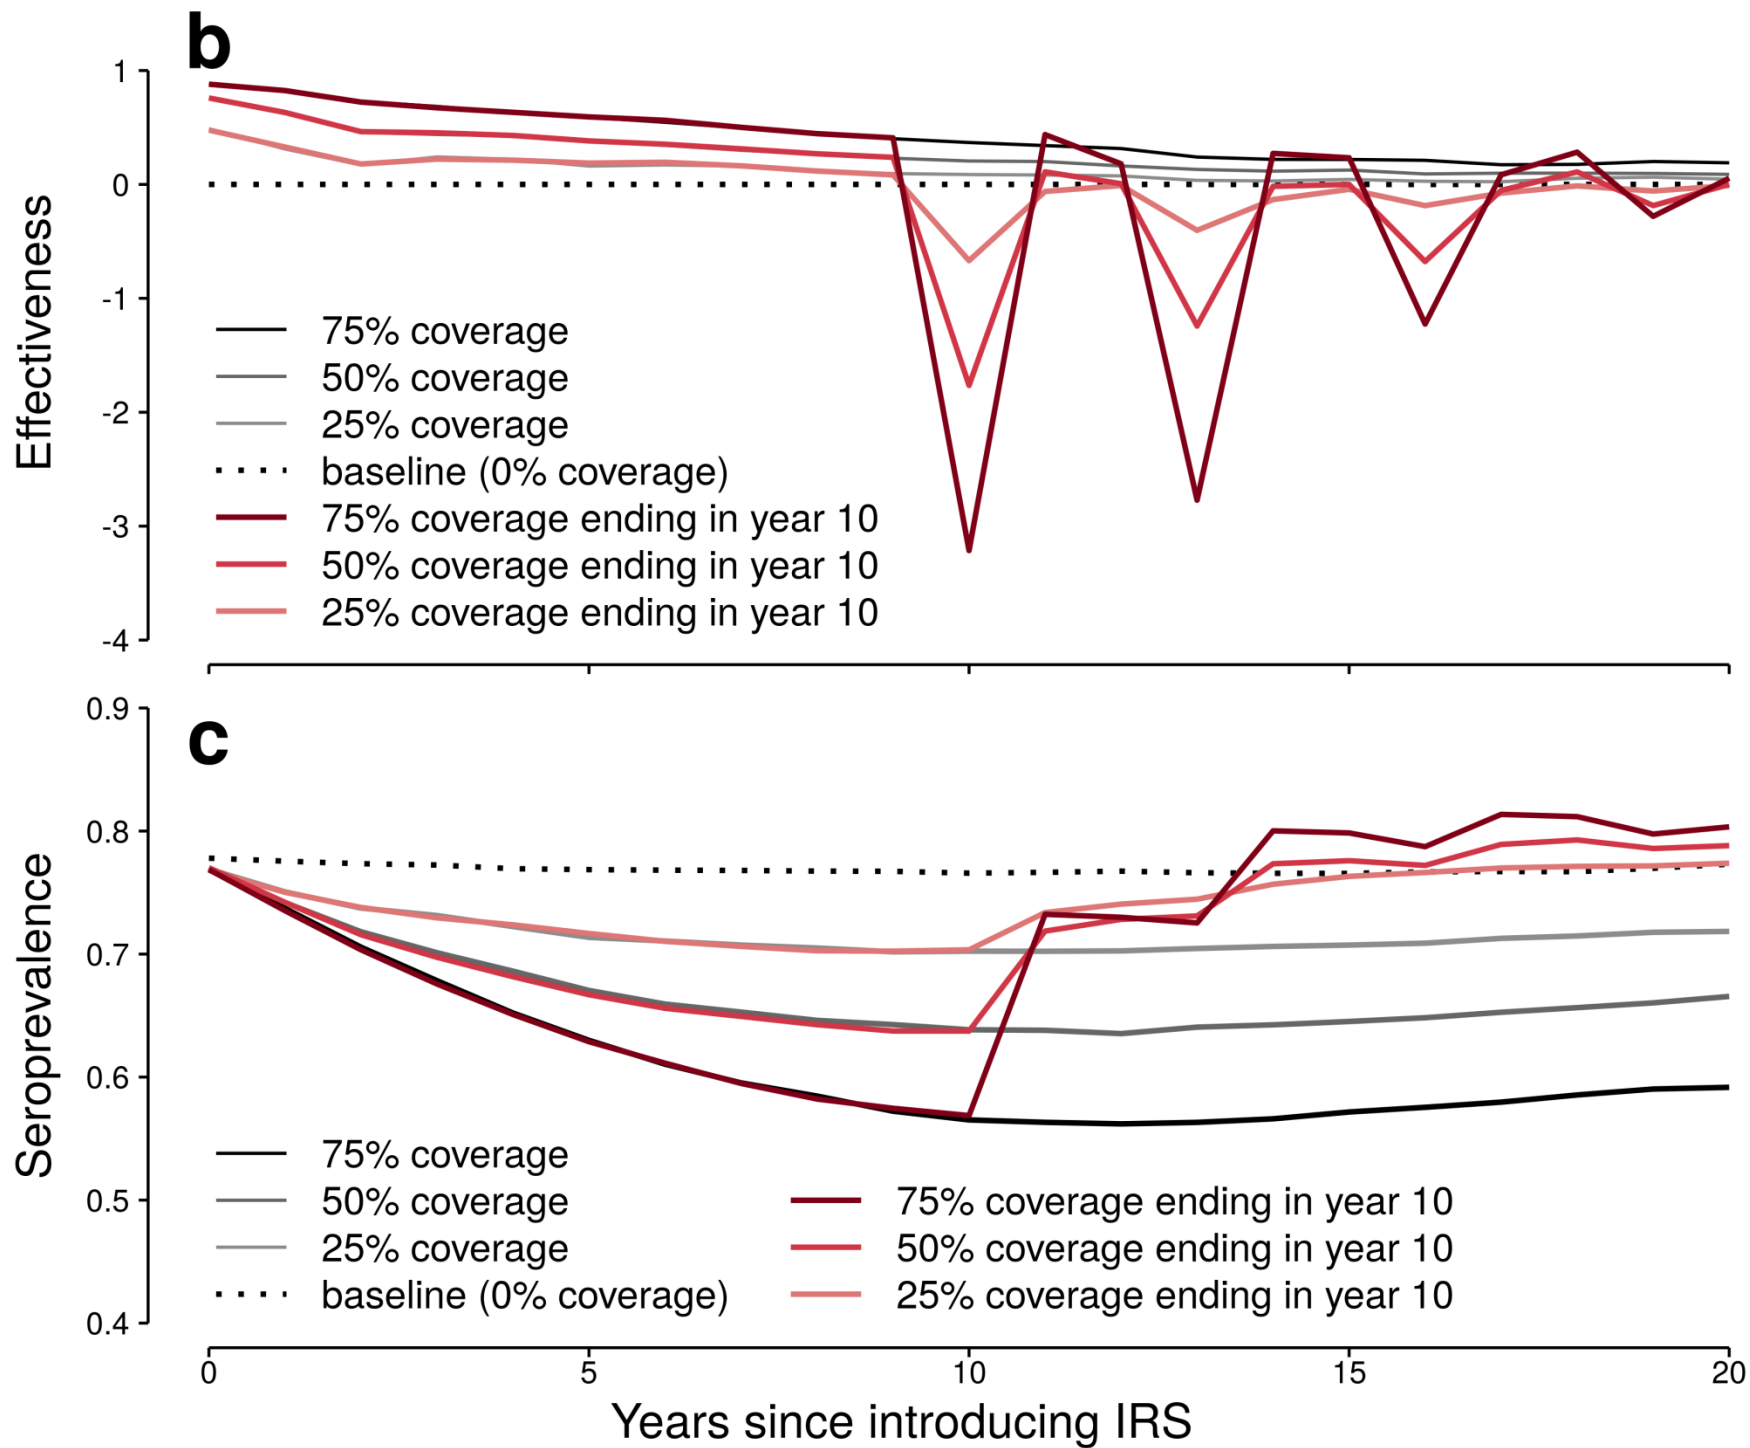 b
Effectiveness
1
0
-1
-2
-3
-4
75% coverage
50% coverage
25% coverage
baseline (0% coverage)
75% coverage ending in year 10
50% coverage ending in year 10
25% coverage ending in year 10
c
Seroprevalence
0.9
0.8
0.7
0.6
0.5
0.4
75% coverage
50% coverage
25% coverage
baseline (0% coverage)
75% coverage ending in year 10
50% coverage ending in year 10
25% coverage ending in year 10
0 5 10 15 20
Years since introducing IRS